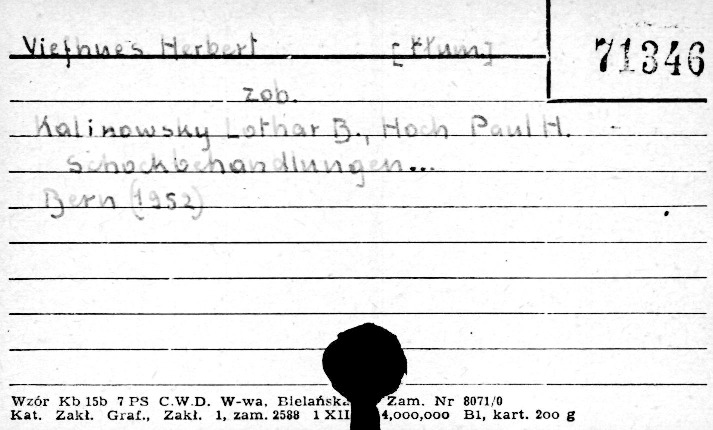 Viefhues Herbert [tłum]
71346
zob.
Kalinowsky Lothar B., Hoch Paul H. -
Schockbehandlungen...
Bern (1952)
Wzór Kb 15b 7 PS C.W.D. W-wa, Bielańska Zam. Nr 8071/0
Kat. Zakł. Graf., Zakł. 1, zam. 2588 1 XII 4,000,000 B1, kart. 200 g